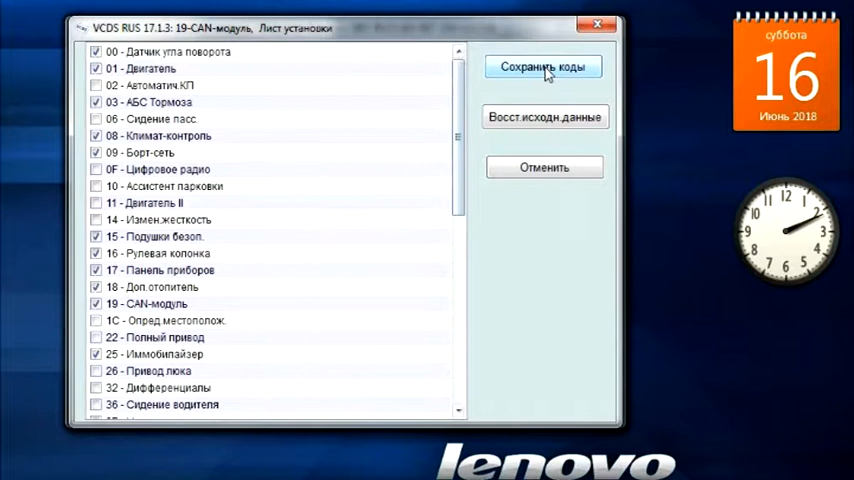 VCDS RUS 17.1.3: 19-CAN-модуль, Лист установки
00 - Датчик угла поворота
01 - Двигатель
02 - Автоматич.КП
03 - АБС Тормоза
06 - Сидение пасс.
08 - Климат-контроль
09 - Борт-сеть
0F - Цифровое радио
10 - Ассистент парковки
11 - Двигатель II
14 - Измен.жесткость
15 - Подушки безоп.
16 - Рулевая колонка
17 - Панель приборов
18 - Доп.отопитель
19 - CAN-модуль
1C - Опред.местополож.
22 - Полный привод
25 - Иммобилайзер
26 - Привод люка
32 - Дифференциалы
36 - Сидение водителя
Сохранить коды
Восст.исходн.данные
Отменить
суббота
16
Июнь 2018
12
1
2
3
4
5
6
7
8
9
10
11
lenovo